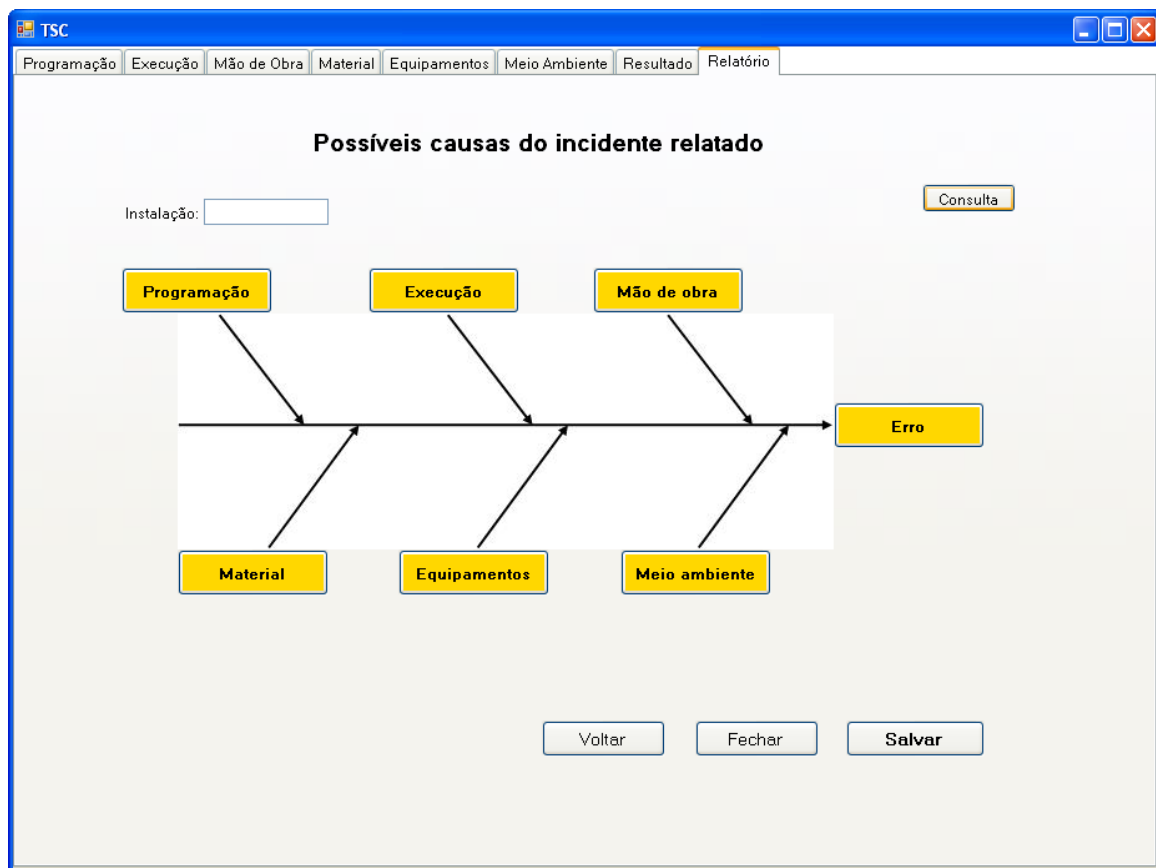 TSC
Programação Execução Mão de Obra Material Equipamentos Meio Ambiente Resultado Relatório
Possíveis causas do incidente relatado
Consulta
Instalação:
Programação Execução Mão de obra
Erro
Material Equipamentos Meio ambiente
Voltar Fechar Salvar